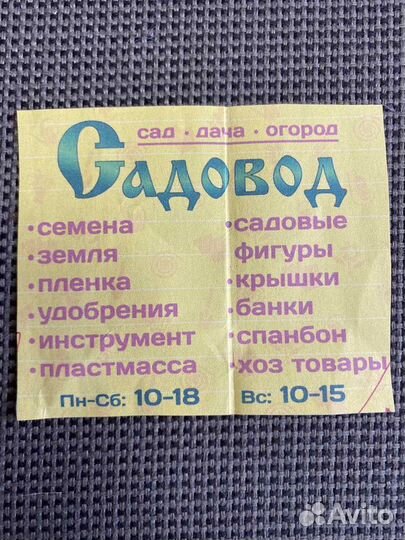 сад · дача · огород
Садовод
·семена
·земля
·пленка
·удобрения
·инструмент
·пластмасса
·садовые
фигуры
·крышки
·банки
·спанбон
·хоз товары
Пн-Сб: 10-18 Вс: 10-15
Avito